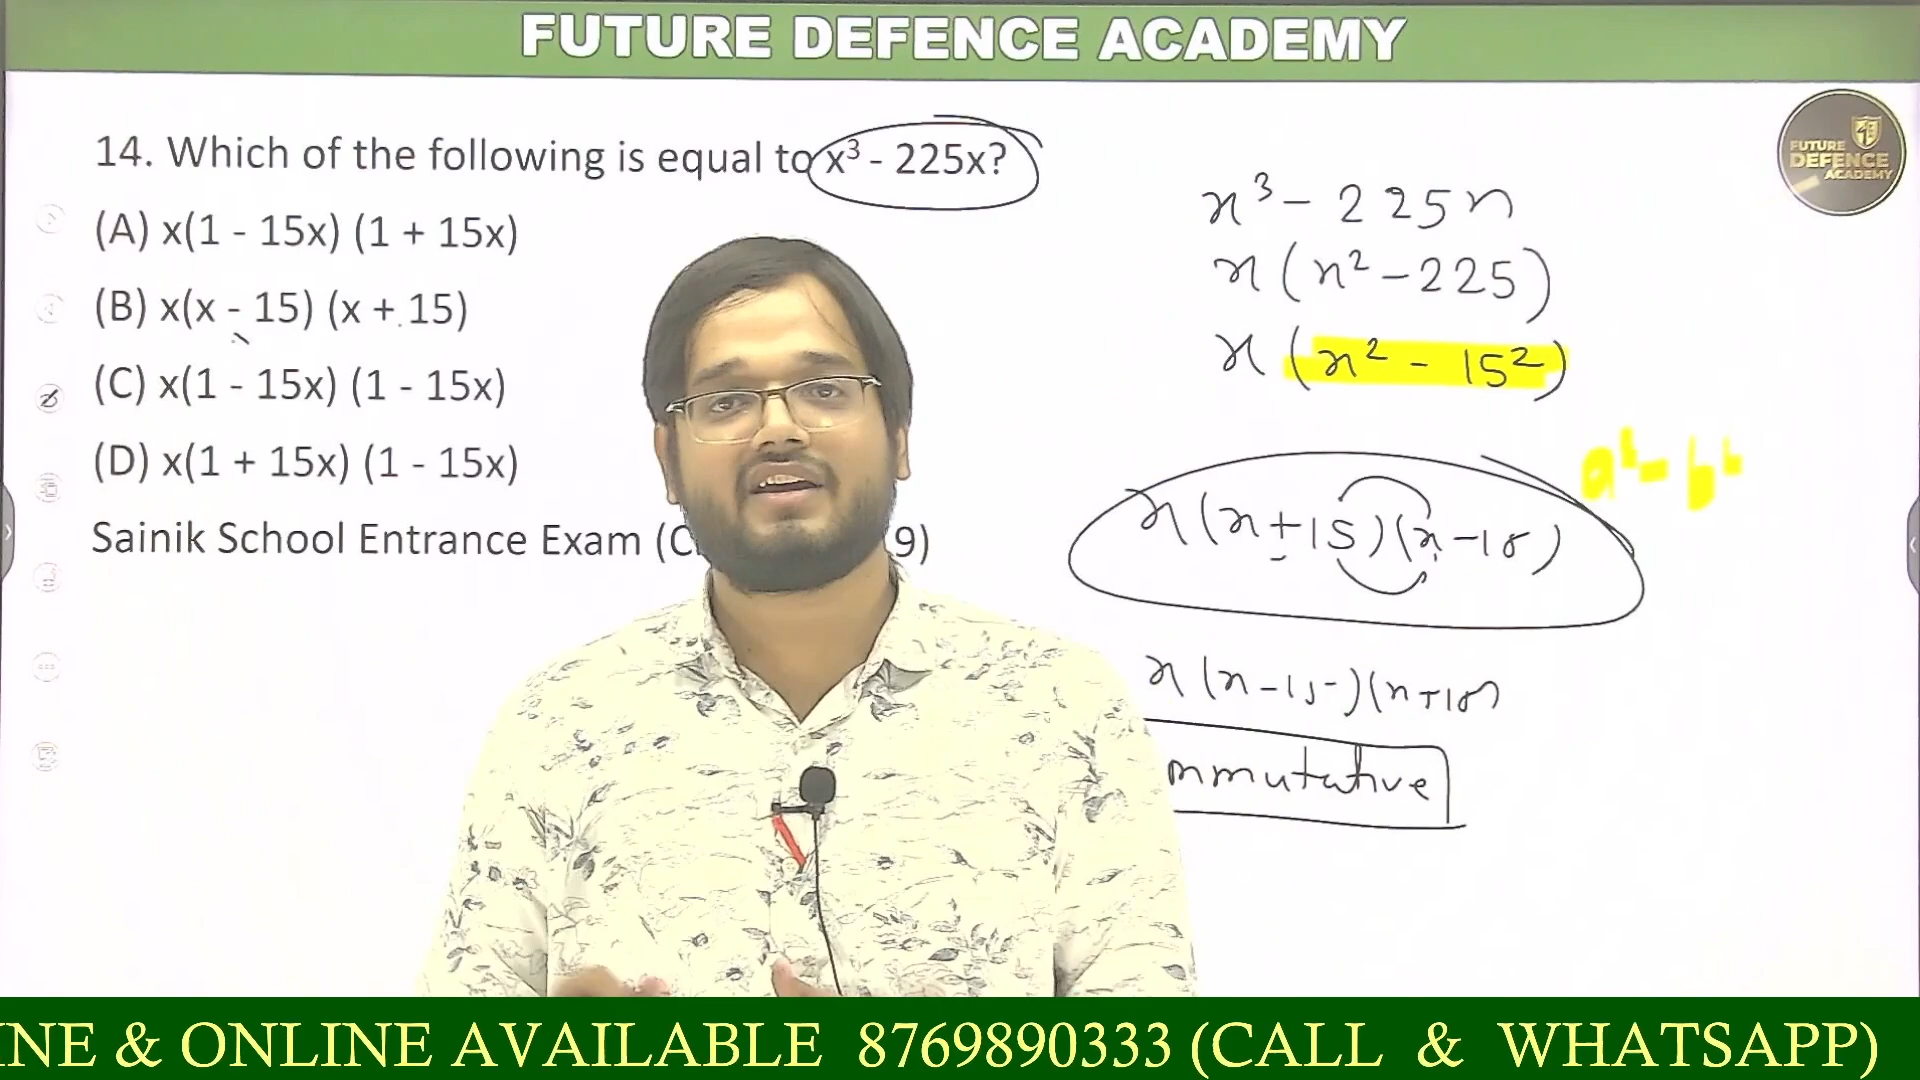 FUTURE DEFENCE ACADEMY
14. Which of the following is equal to x³ - 225x?
(A) x(1 - 15x) (1 + 15x)
(B) x(x - 15) (x + 15)
(C) x(1 - 15x) (1 - 15x)
(D) x(1 + 15x) (1 - 15x)
Sainik School Entrance Exam (C 9)
x³ - 225x
x(x² - 225)
x(x² - 15²)
a² - b²
x(x+15)(x-15)
x(x-15)(x+15)
mmutative
FUTURE
DEFENCE
ACADEMY
INE & ONLINE AVAILABLE 8769890333 (CALL & WHATSAPP)